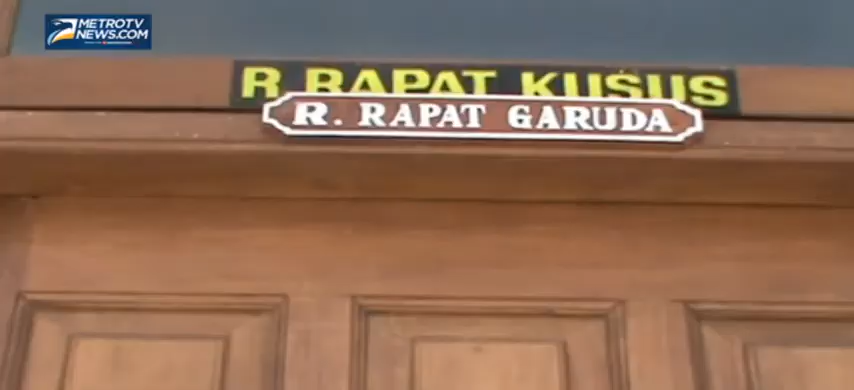 METROTV
NEWS.COM
R RAPAT KUSUS
R. RAPAT GARUDA